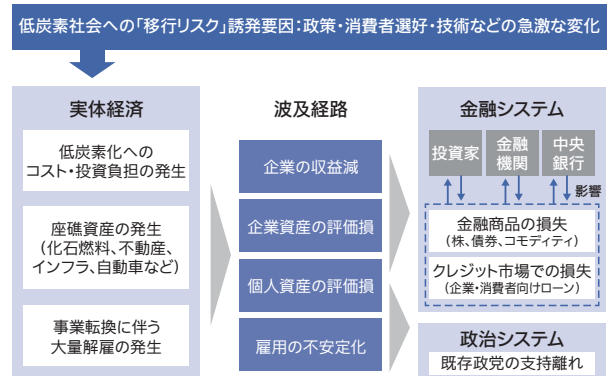 低炭素社会への「移行リスク」誘発要因：政策・消費者選好・技術などの急激な変化
実体経済
低炭素化への
コスト・投資負担の発生
座礁資産の発生
（化石燃料、不動産、
インフラ、自動車など）
事業転換に伴う
大量解雇の発生
波及経路
企業の収益減
企業資産の評価損
個人資産の評価損
雇用の不安定化
金融システム
投資家
金融
機関
中央
銀行
影響
金融商品の損失
（株、債券、コモディティ）
クレジット市場での損失
（企業・消費者向けローン）
政治システム
既存政党の支持離れ